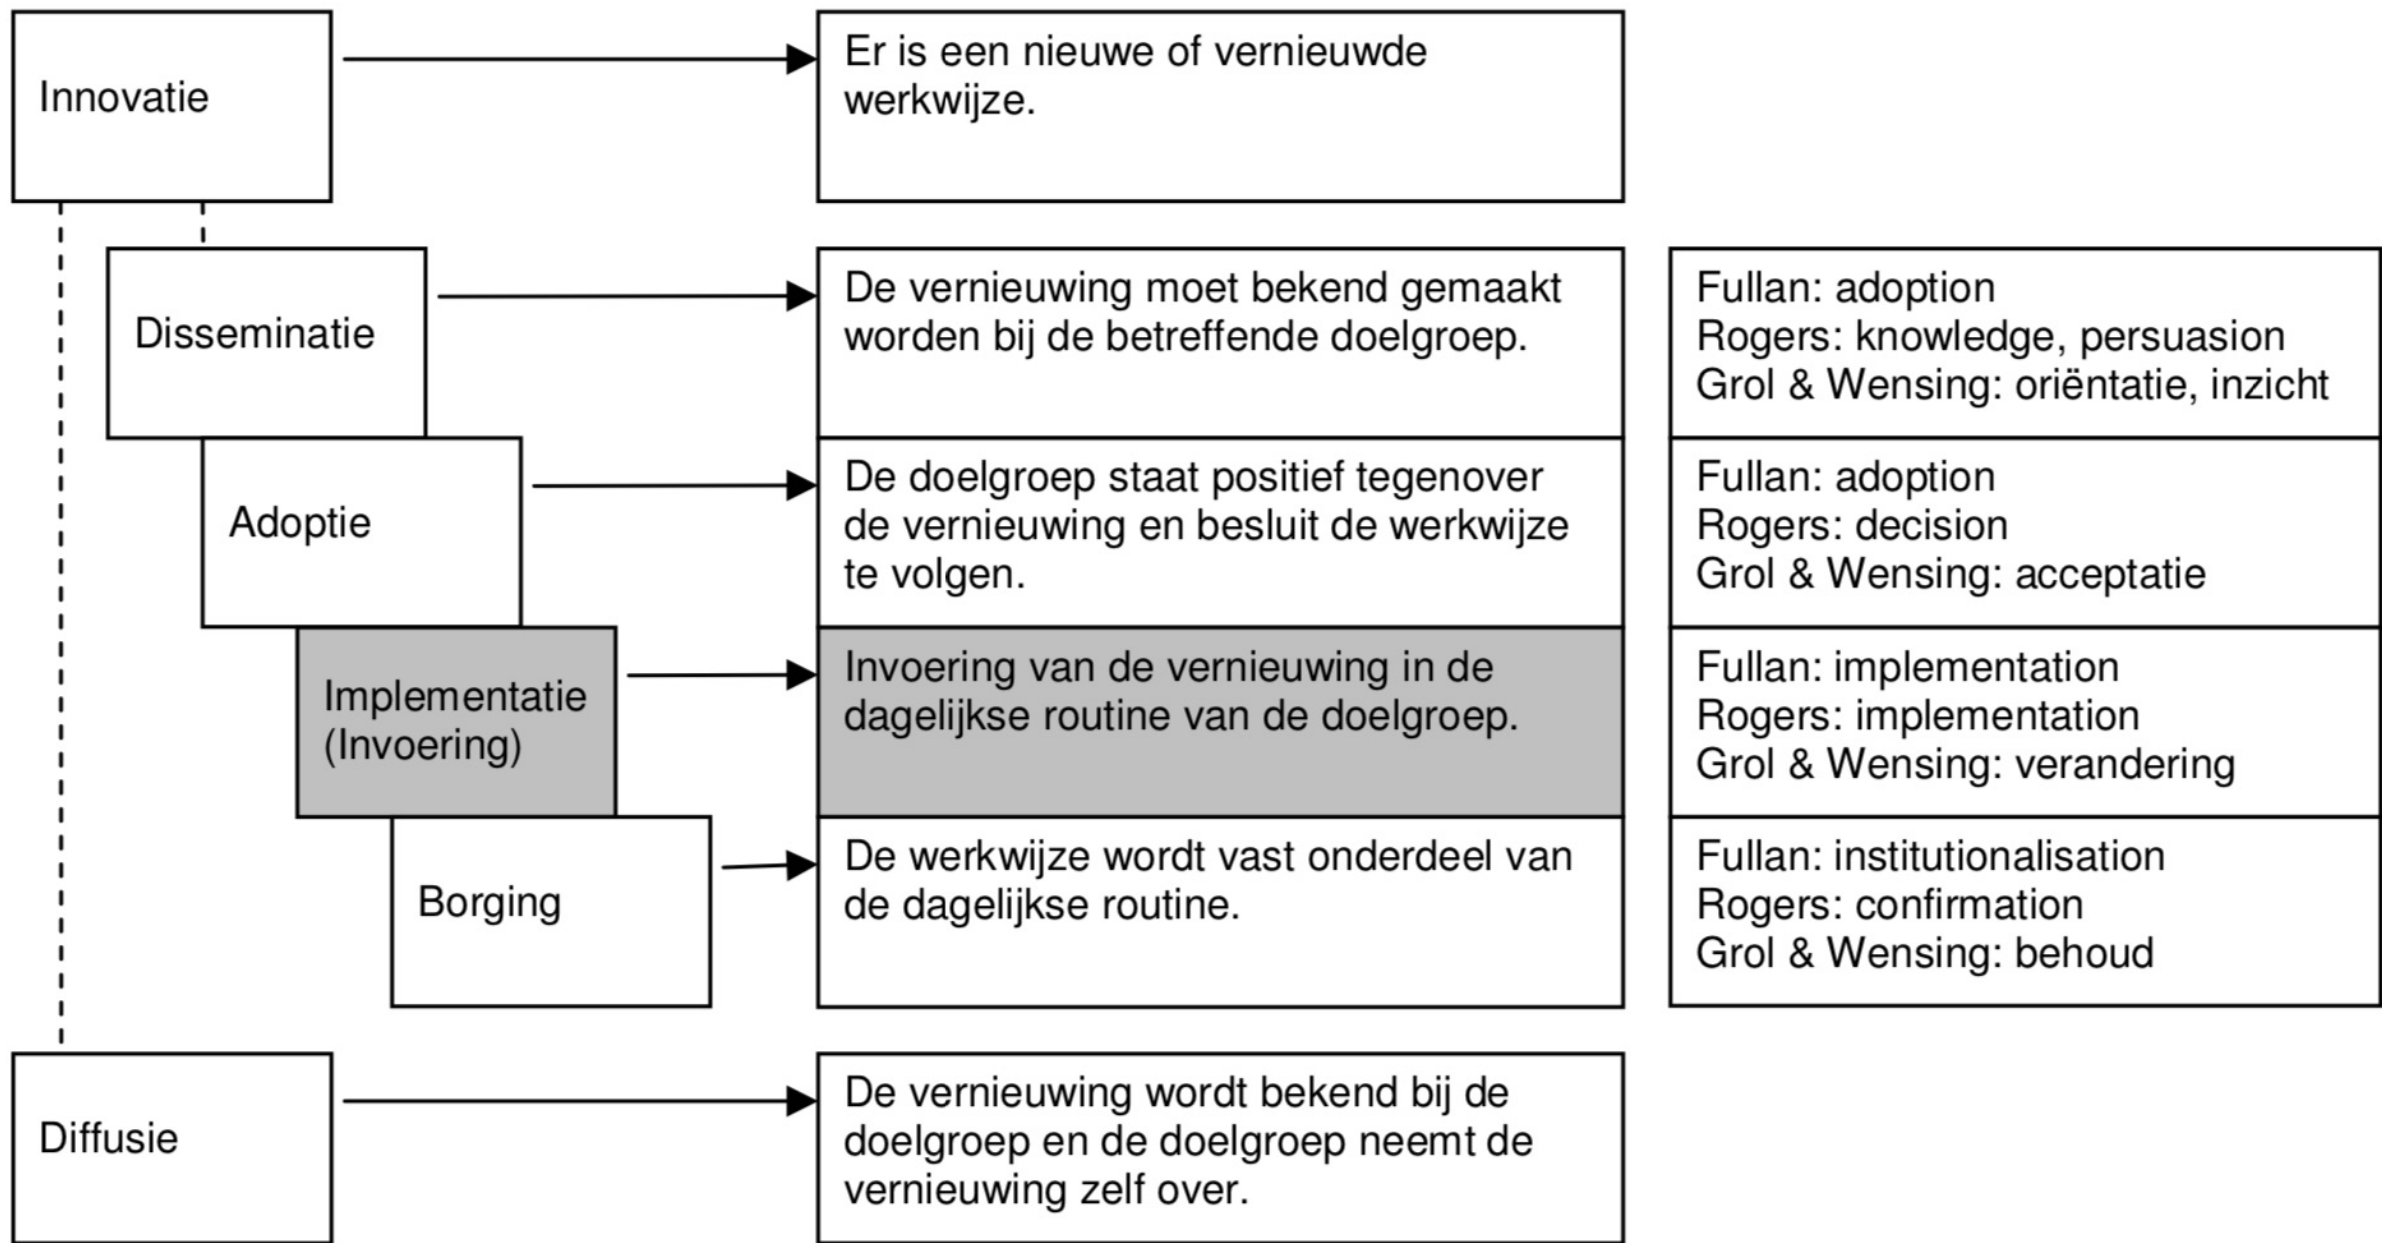 Innovatie
Er is een nieuwe of vernieuwde
werkwijze.
Disseminatie
De vernieuwing moet bekend gemaakt
worden bij de betreffende doelgroep.
Fullan: adoption
Rogers: knowledge, persuasion
Grol & Wensing: oriëntatie, inzicht
Adoptie
De doelgroep staat positief tegenover
de vernieuwing en besluit de werkwijze
te volgen.
Fullan: adoption
Rogers: decision
Grol & Wensing: acceptatie
Implementatie
(Invoering)
Invoering van de vernieuwing in de
dagelijkse routine van de doelgroep.
Fullan: implementation
Rogers: implementation
Grol & Wensing: verandering
Borging
De werkwijze wordt vast onderdeel van
de dagelijkse routine.
Fullan: institutionalisation
Rogers: confirmation
Grol & Wensing: behoud
Diffusie
De vernieuwing wordt bekend bij de
doelgroep en de doelgroep neemt de
vernieuwing zelf over.